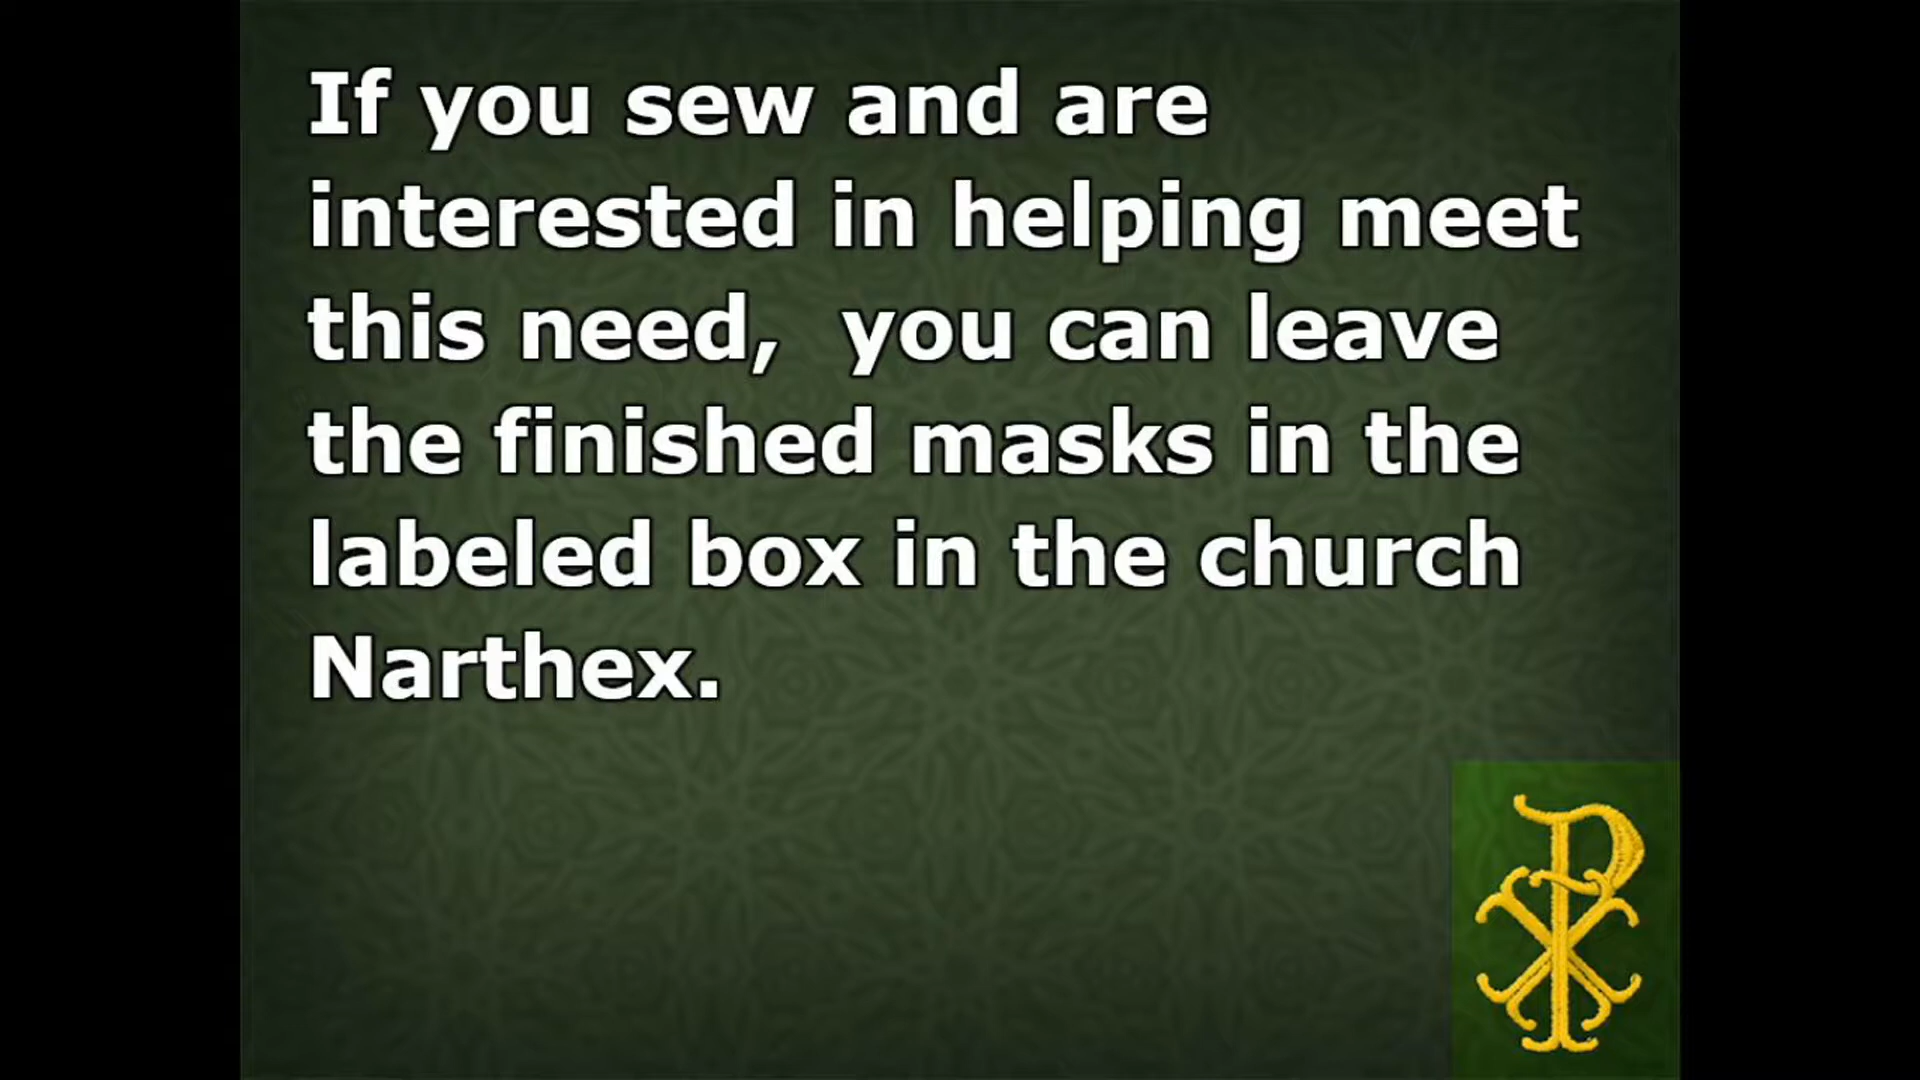 If you sew and are
interested in helping meet
this need,  you can leave
the finished masks in the
labeled box in the church
Narthex.